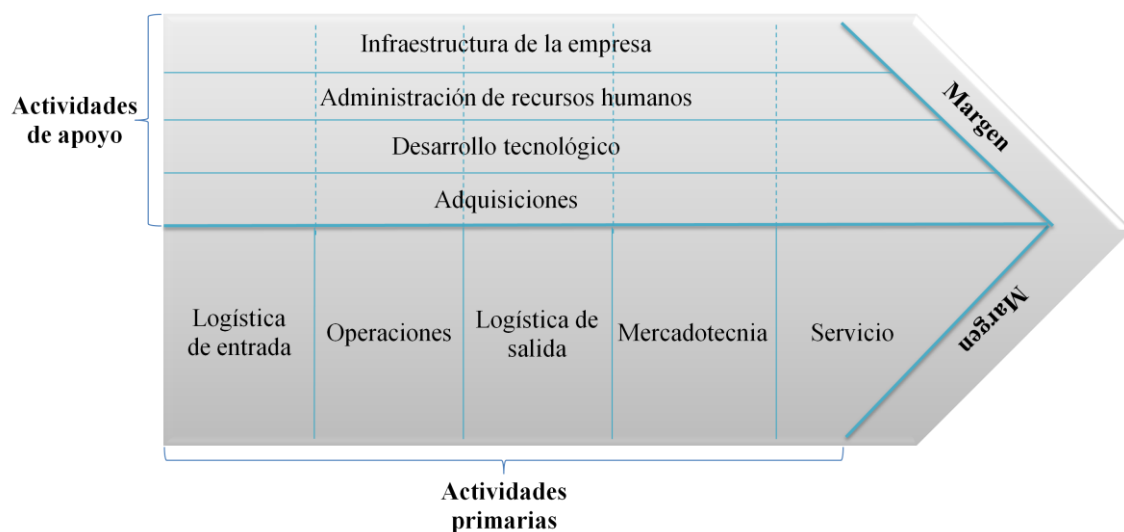 Infraestructura de la empresa
Administración de recursos humanos
Desarrollo tecnológico
Adquisiciones
Actividades
de apoyo
Margen
Logística
de entrada
Operaciones
Logística de
salida
Mercadotecnia
Servicio
Margen
Actividades
primarias